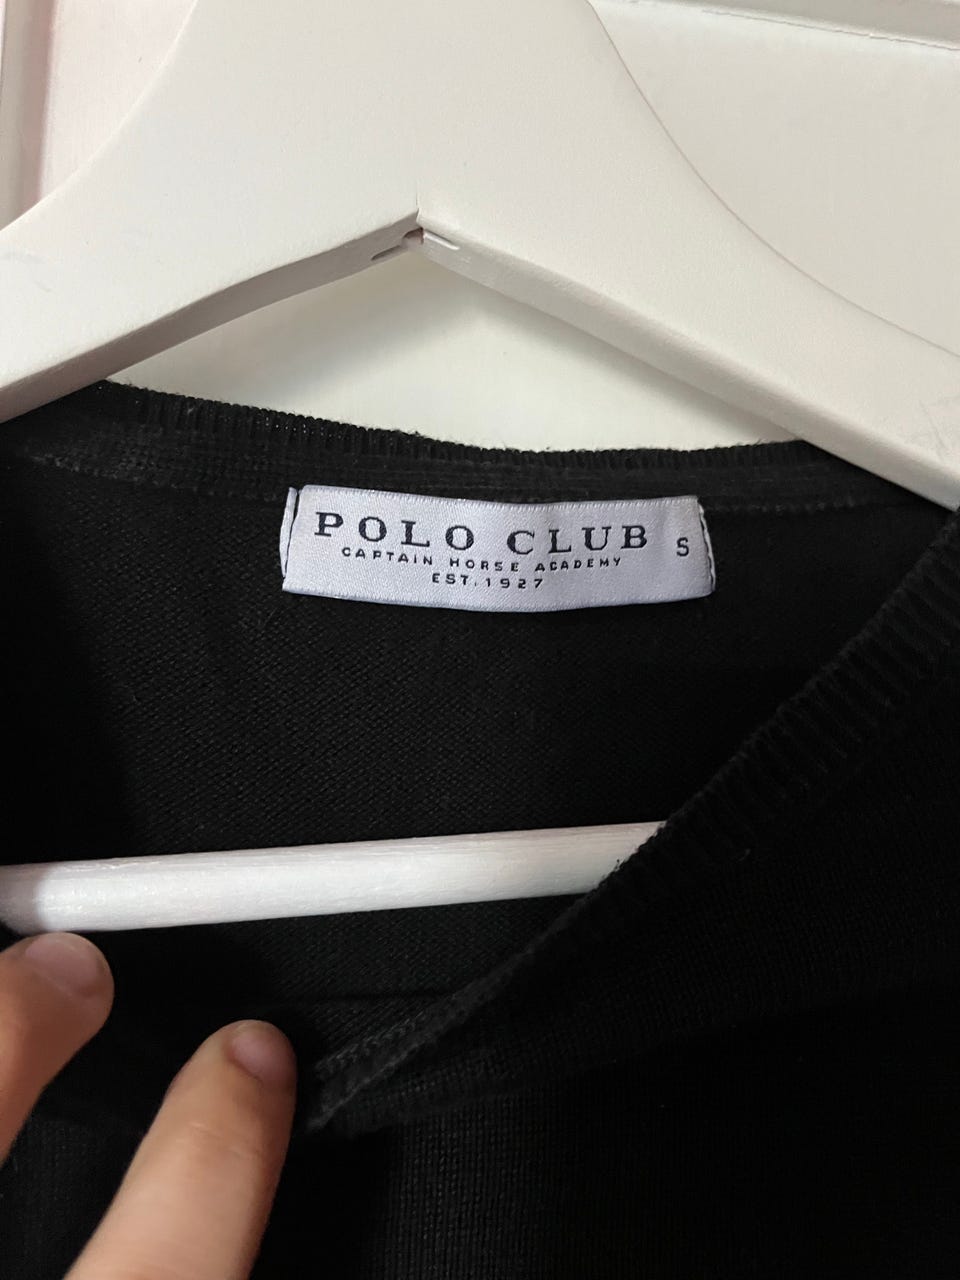 POLO CLUB S
CAPTAIN HORSE ACADEMY
EST. 1927